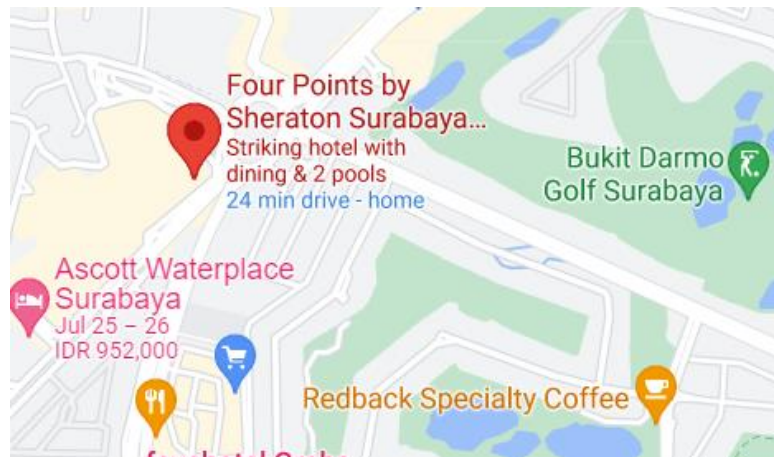 Four Points by
Sheraton Surabaya...
Striking hotel with
dining & 2 pools
24 min drive - home
Bukit Darmo
Golf Surabaya
Ascott Waterplace
Surabaya
Jul 25 – 26
IDR 952,000
Redback Specialty Coffee